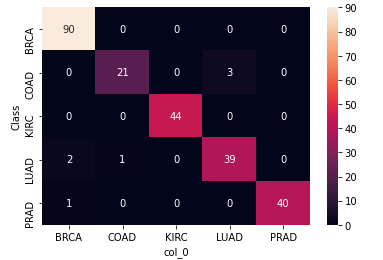 BRCA 90 0 0 0 0
COAD 0 21 0 3 0
KIRC 0 0 44 0 0
LUAD 2 1 0 39 0
PRAD 1 0 0 0 40
BRCA COAD KIRC LUAD PRAD
Class
col_0
90
80
70
60
50
40
30
20
10
0